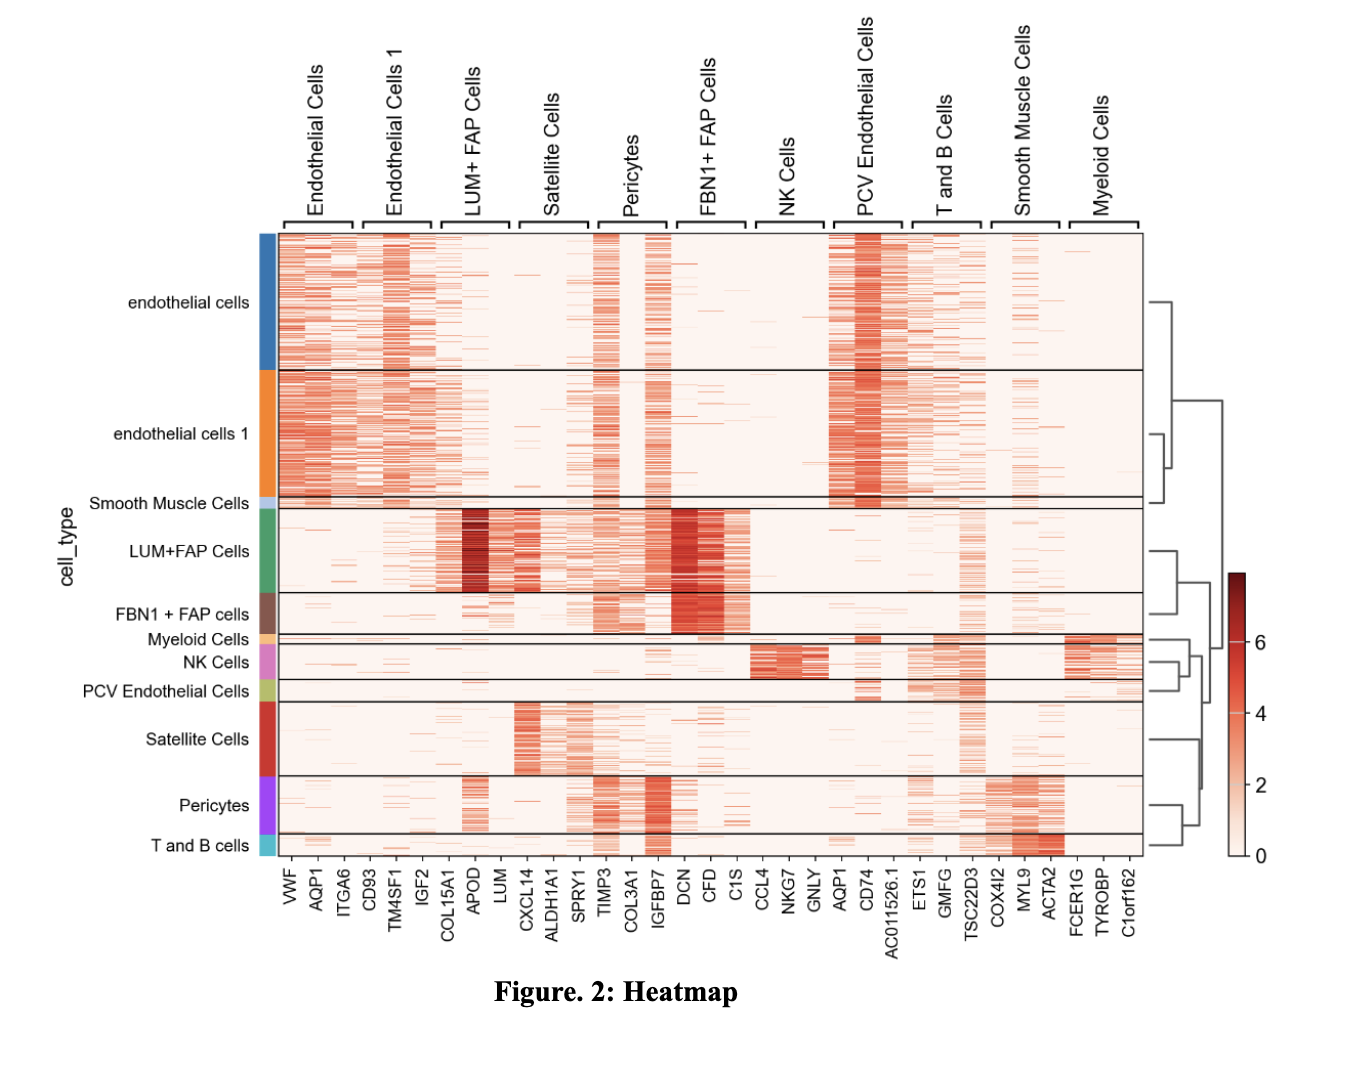 Endothelial Cells
Endothelial Cells 1
LUM+ FAP Cells
Satellite Cells
Pericytes
FBN1+ FAP Cells
NK Cells
PCV Endothelial Cells
T and B Cells
Smooth Muscle Cells
Myeloid Cells
cell_type
endothelial cells
endothelial cells 1
Smooth Muscle Cells
LUM+FAP Cells
FBN1 + FAP cells
Myeloid Cells
NK Cells
PCV Endothelial Cells
Satellite Cells
Pericytes
T and B cells
6
4
2
0
VWF
AQP1
ITGA6
CD93
TM4SF1
IGF2
COL15A1
APOD
LUM
CXCL14
ALDH1A1
SPRY1
TIMP3
COL3A1
IGFBP7
DCN
CFD
C1S
CCL4
NKG7
GNLY
AQP1
CD74
AC011526.1
ETS1
GMFG
TSC22D3
COX4I2
MYL9
ACTA2
FCER1G
TYROBP
C1orf162
Figure. 2: Heatmap